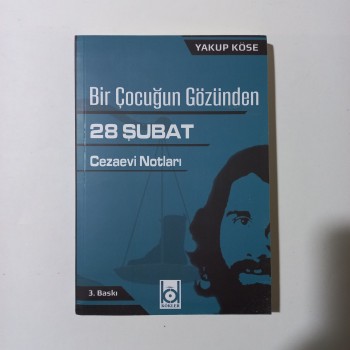 YAKUP KÖSE
Bir Çocuğun Gözünden
28 ŞUBAT
Cezaevi Notları
3. Baskı